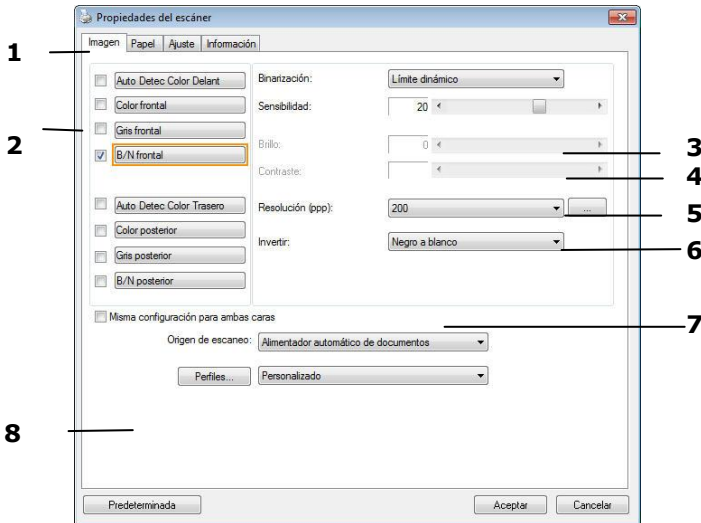 Propiedades del escáner
Imagen Papel Ajuste Información
1
Auto Detec Color Delant
Color frontal
Gris frontal
B/N frontal
2
Auto Detec Color Trasero
Color posterior
Gris posterior
B/N posterior
Binarización: Límite dinámico
Sensibilidad: 20
Brillo: 0
3
Contraste:
4
Resolución (ppp): 200 ...
5
Invertir: Negro a blanco
6
Misma configuración para ambas caras
7
Origen de escaneo: Alimentador automático de documentos
Perfiles... Personalizado
8
Predeterminada Aceptar Cancelar